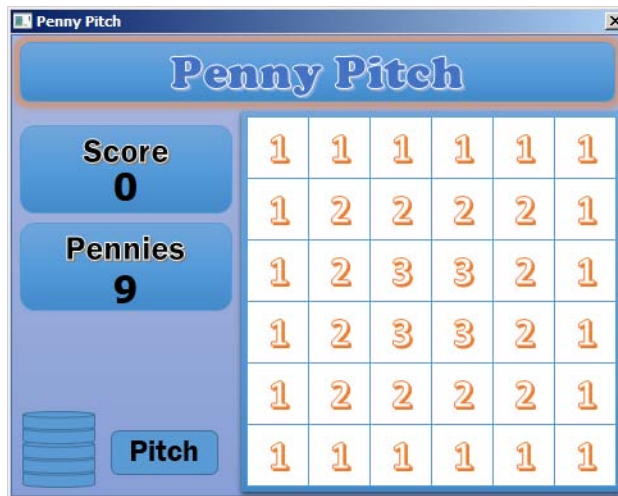 Penny Pitch
Penny Pitch
Score
0
Pennies
9
Pitch
1 1 1 1 1 1
1 2 2 2 2 1
1 2 3 3 2 1
1 2 3 3 2 1
1 2 2 2 2 1
1 1 1 1 1 1